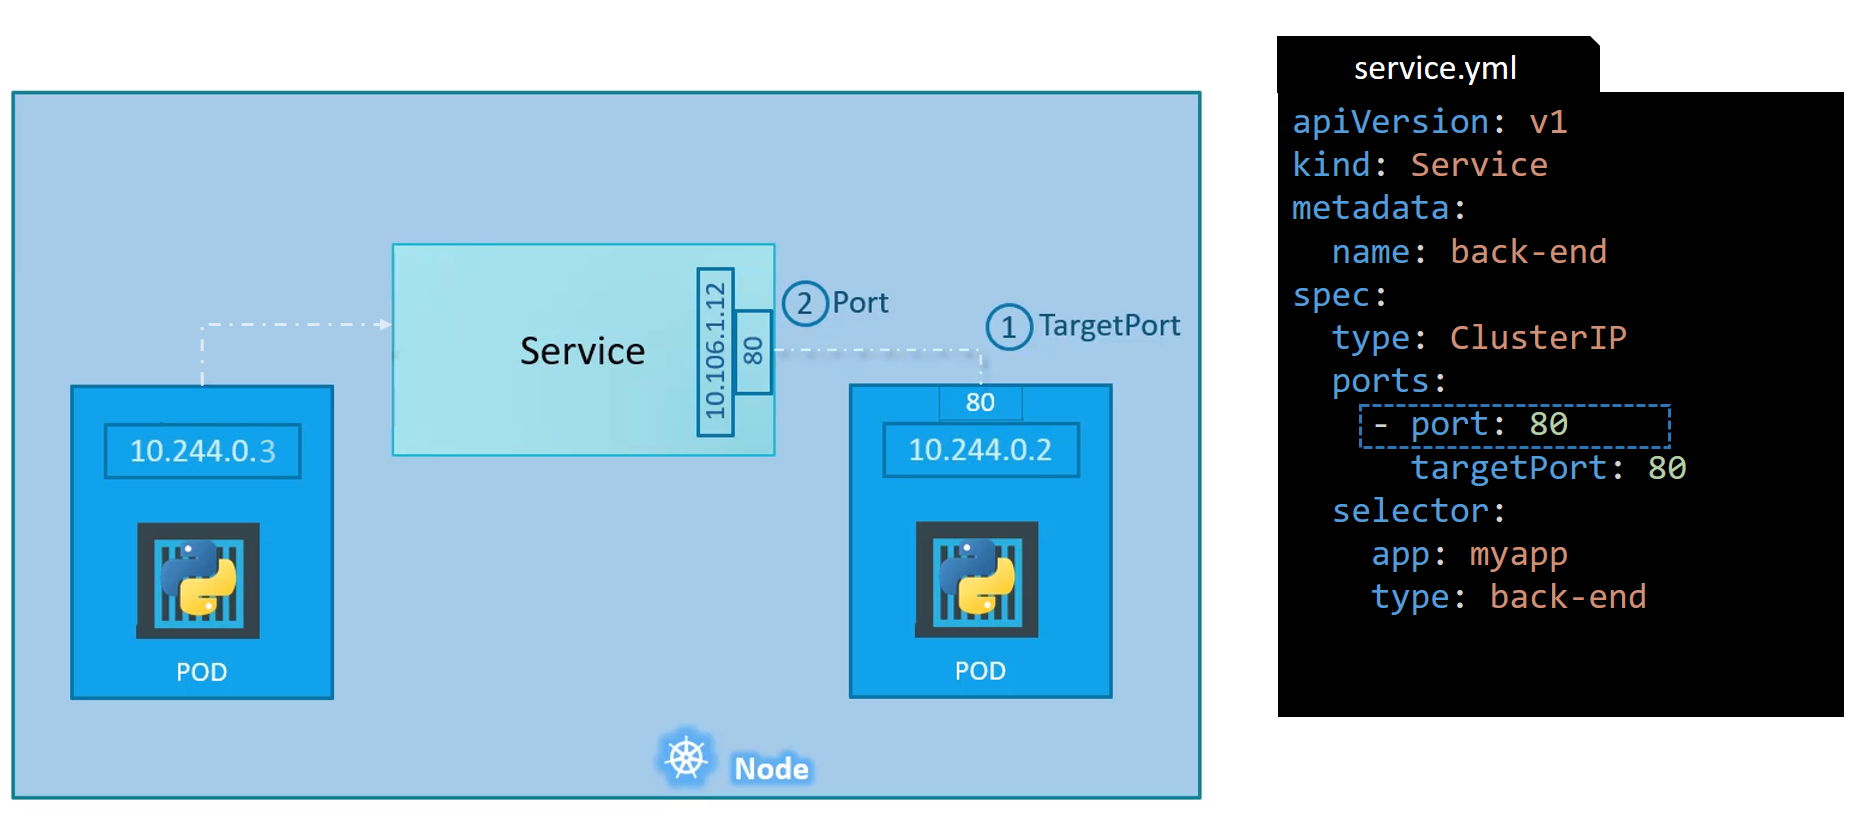 service.yml
apiVersion: v1
kind: Service
metadata:
  name: back-end
spec:
  type: ClusterIP
  ports:
    - port: 80
      targetPort: 80
  selector:
    app: myapp
    type: back-end
Service
10.106.1.12
80
2 Port
1 TargetPort
10.244.0.3
POD
80
10.244.0.2
POD
Node